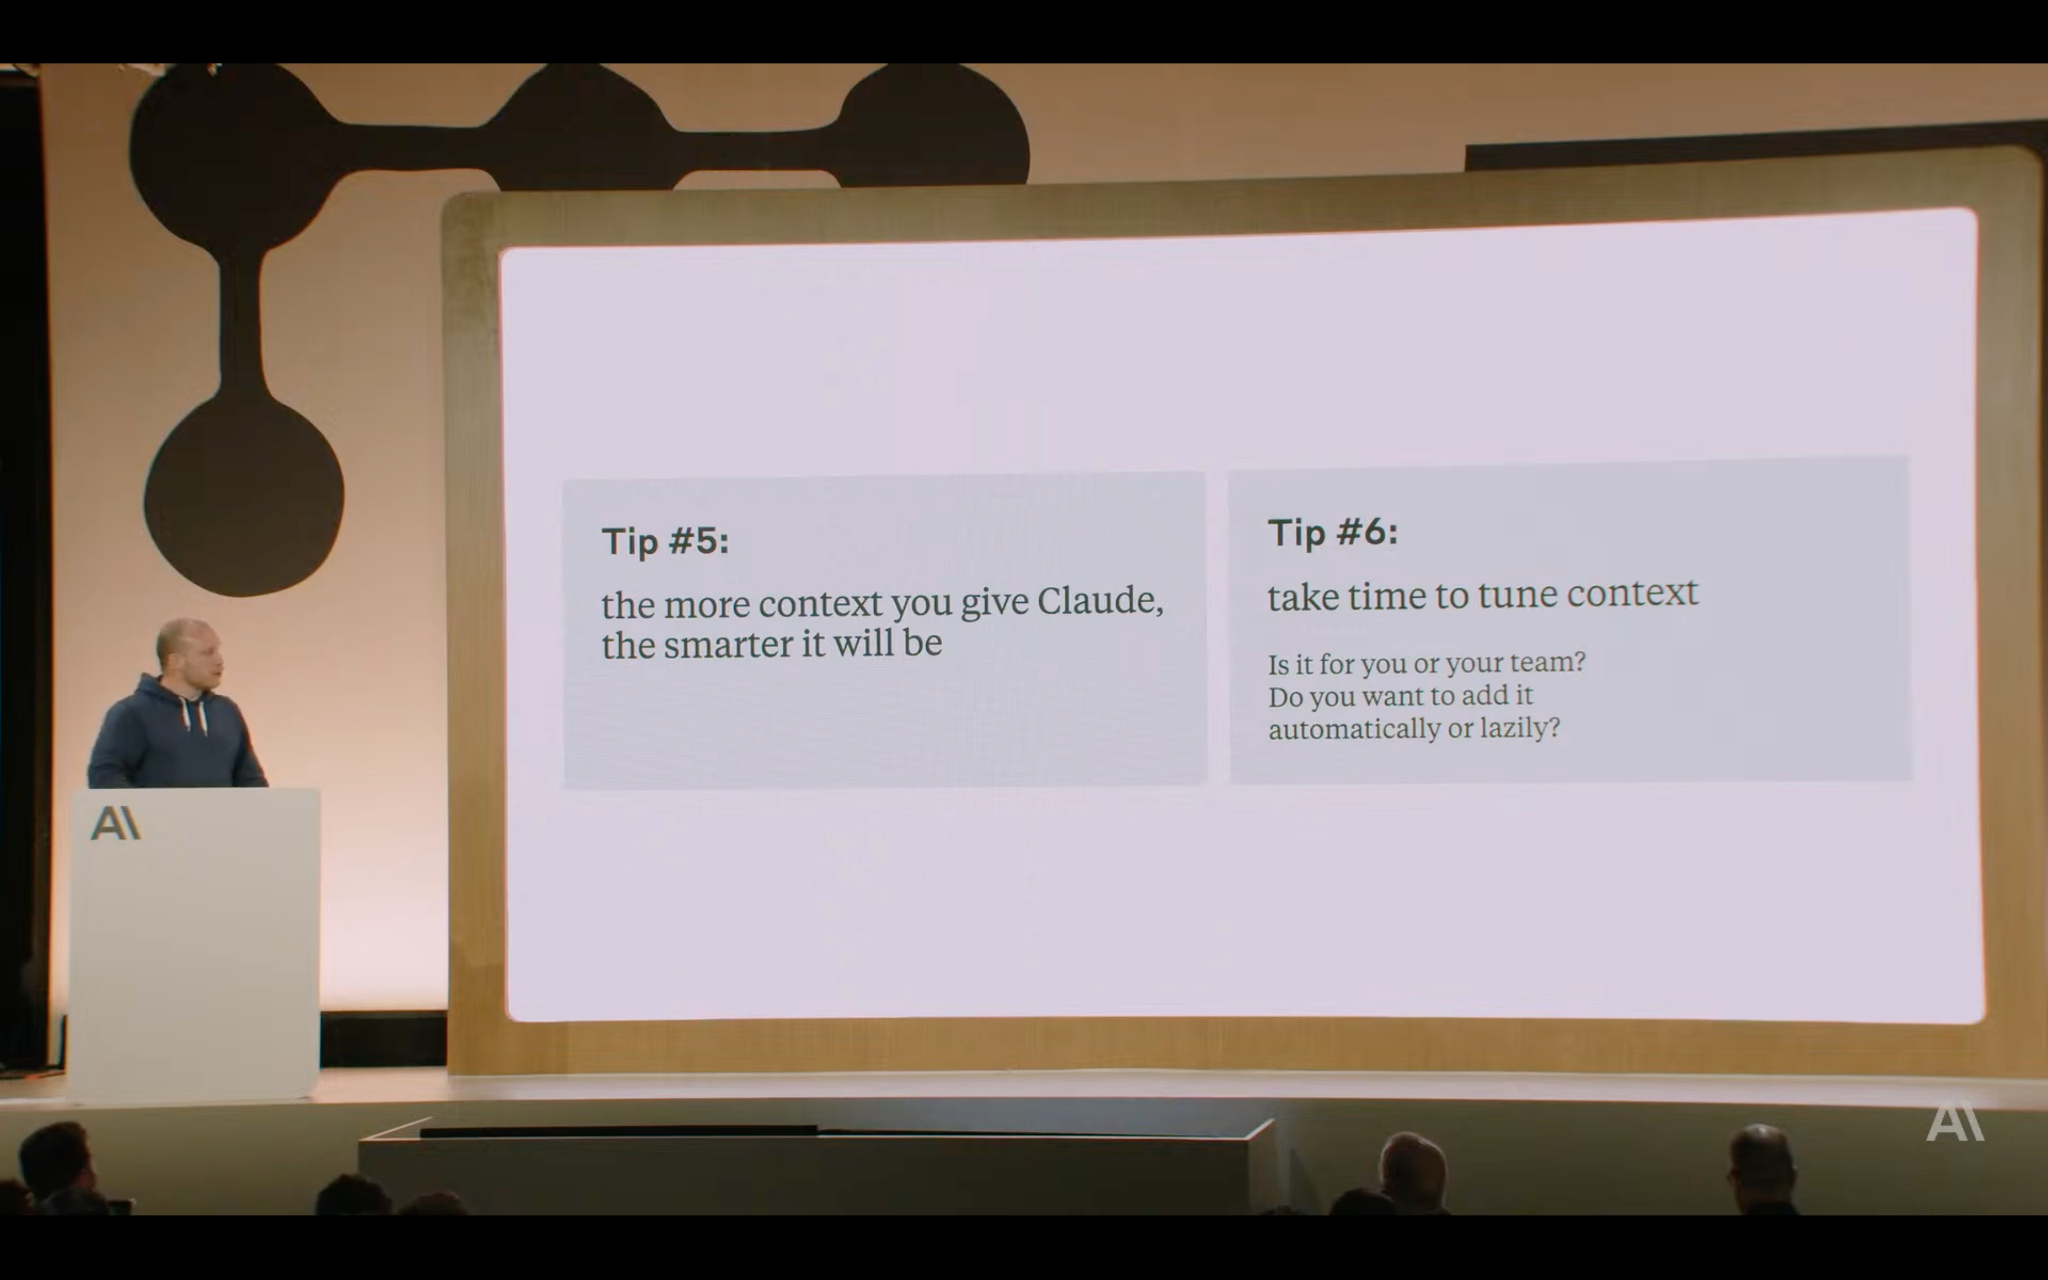 Tip #5:
the more context you give Claude,
the smarter it will be
Tip #6:
take time to tune context
Is it for you or your team?
Do you want to add it
automatically or lazily?
A\
A\